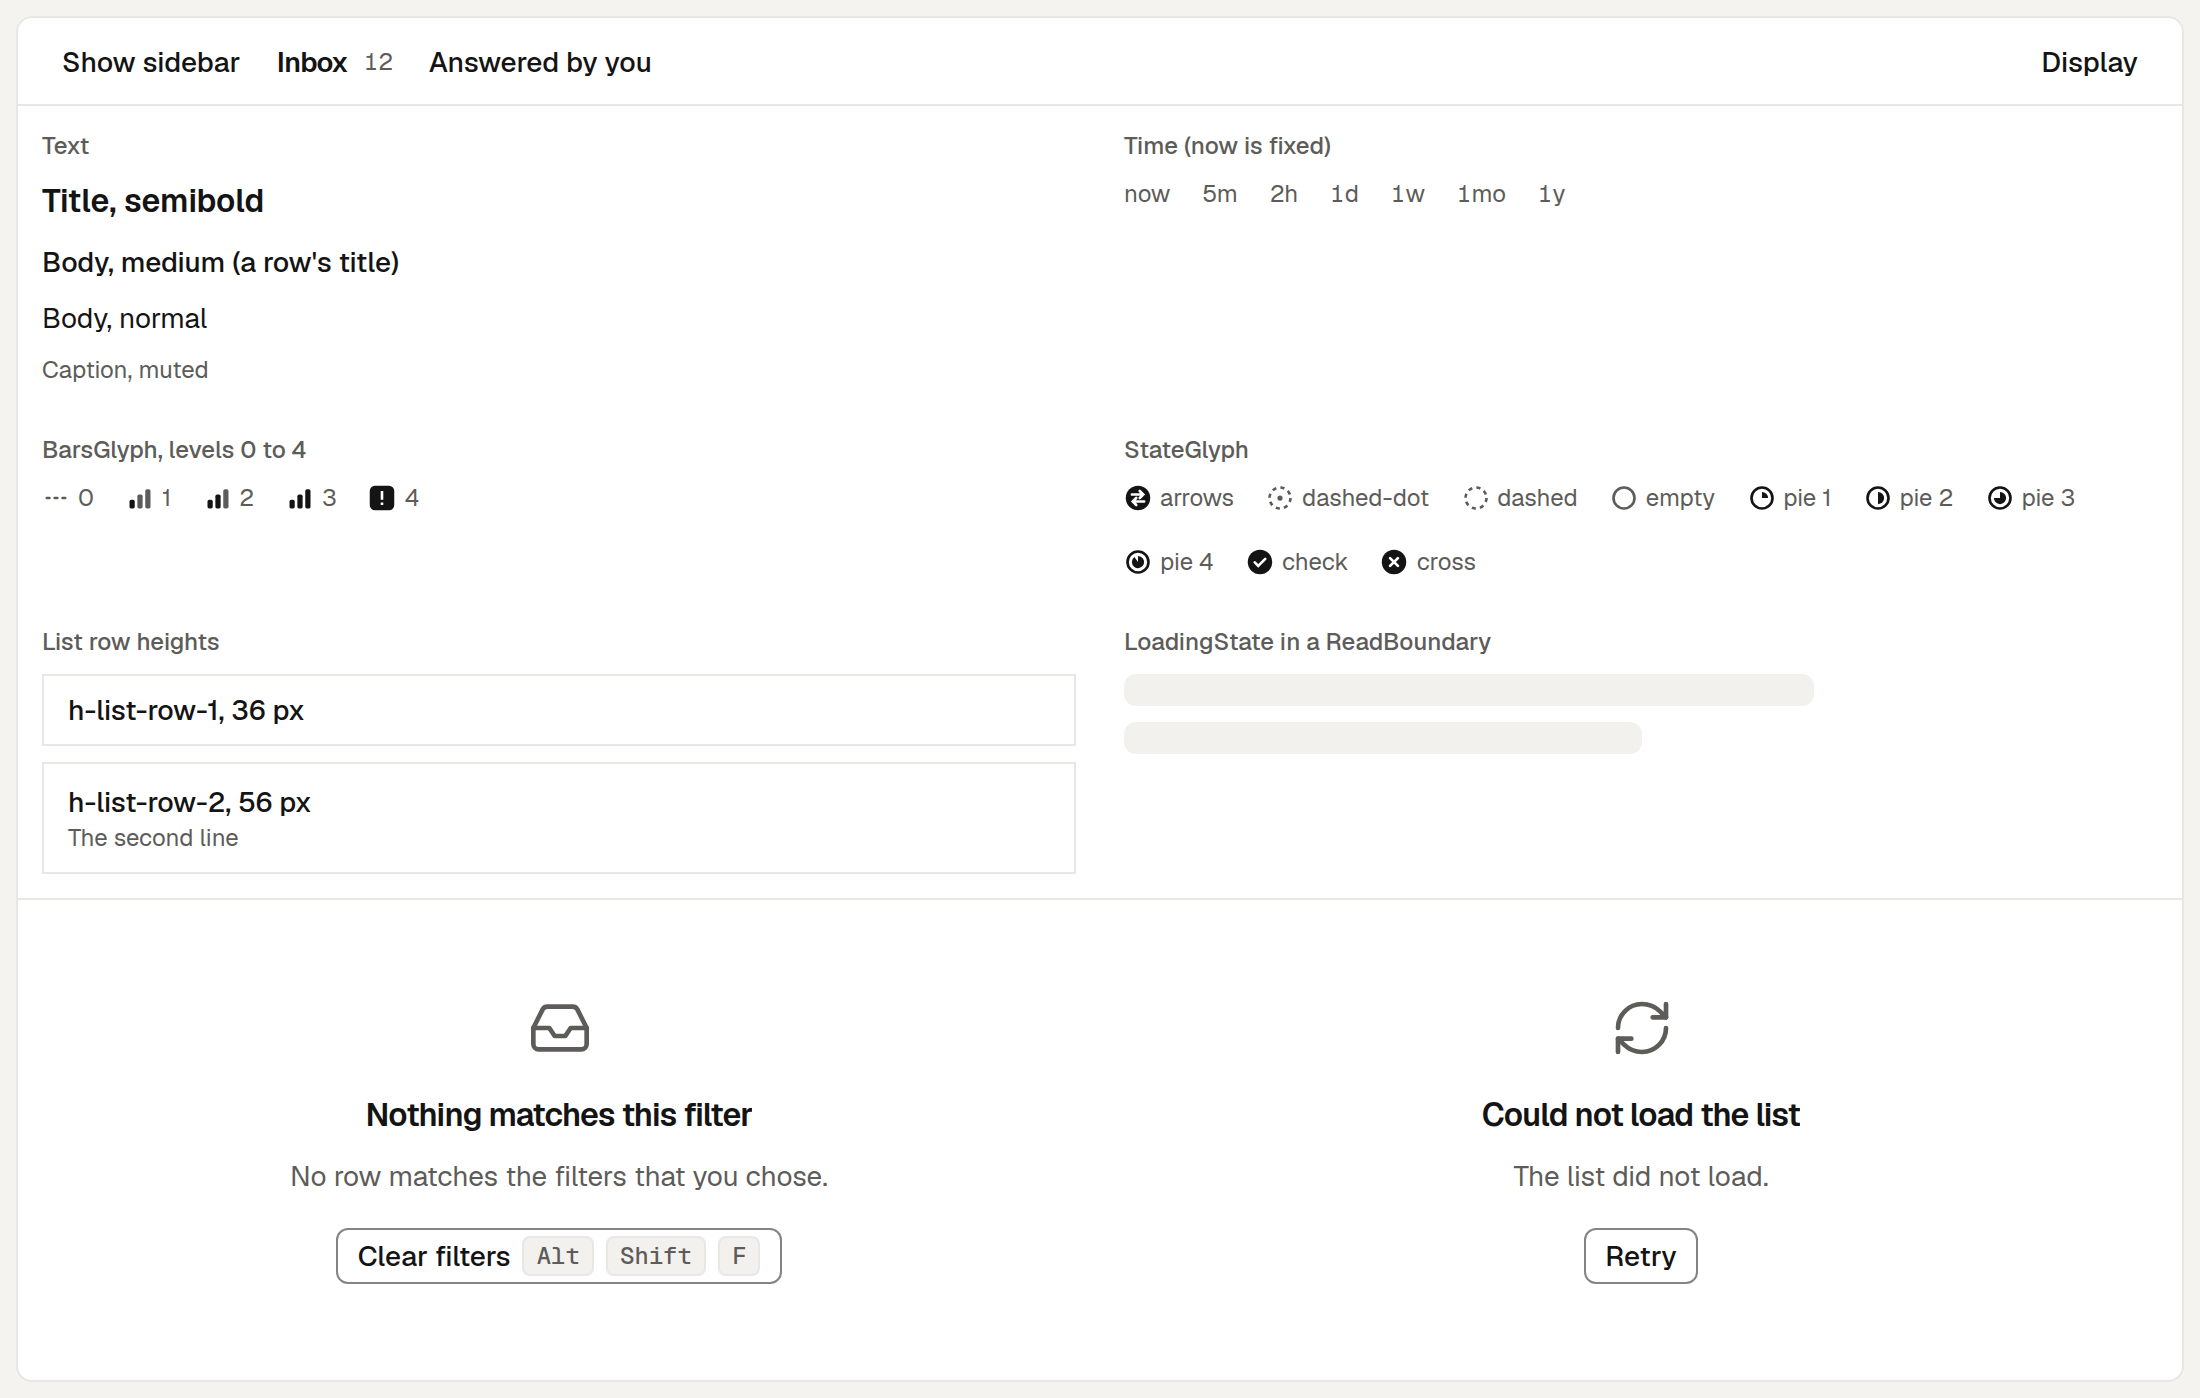 Show sidebar Inbox 12 Answered by you Display
Text
Title, semibold
Body, medium (a row's title)
Body, normal
Caption, muted
Time (now is fixed)
now 5m 2h 1d 1w 1mo 1y
BarsGlyph, levels 0 to 4
0 1 2 3 ! 4
StateGlyph
arrows dashed-dot dashed empty pie 1 pie 2 pie 3
pie 4 check cross
List row heights
h-list-row-1, 36 px
h-list-row-2, 56 px
The second line
LoadingState in a ReadBoundary
Nothing matches this filter
No row matches the filters that you chose.
Clear filters Alt Shift F
Could not load the list
The list did not load.
Retry